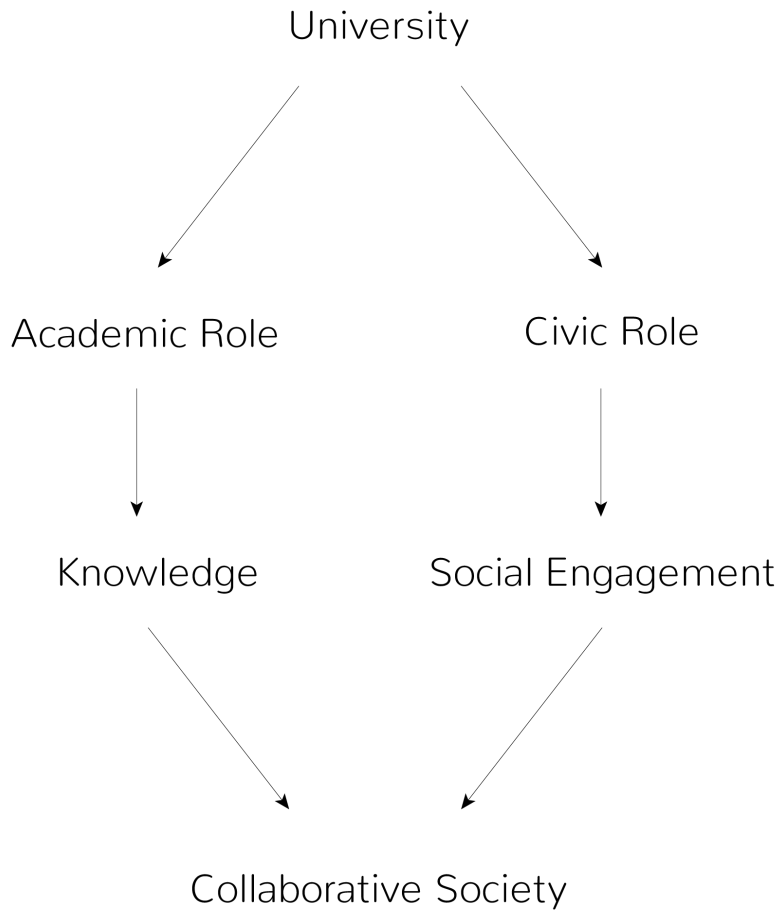 University
Academic Role
Civic Role
Knowledge
Social Engagement
Collaborative Society